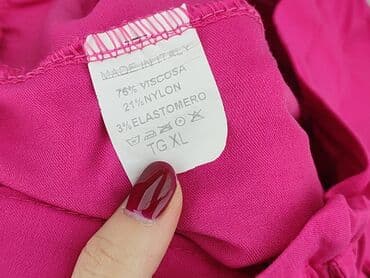 MADE IN ITALY
76% VISCOSA
21% NYLON
3% ELASTOMERO
TG XL